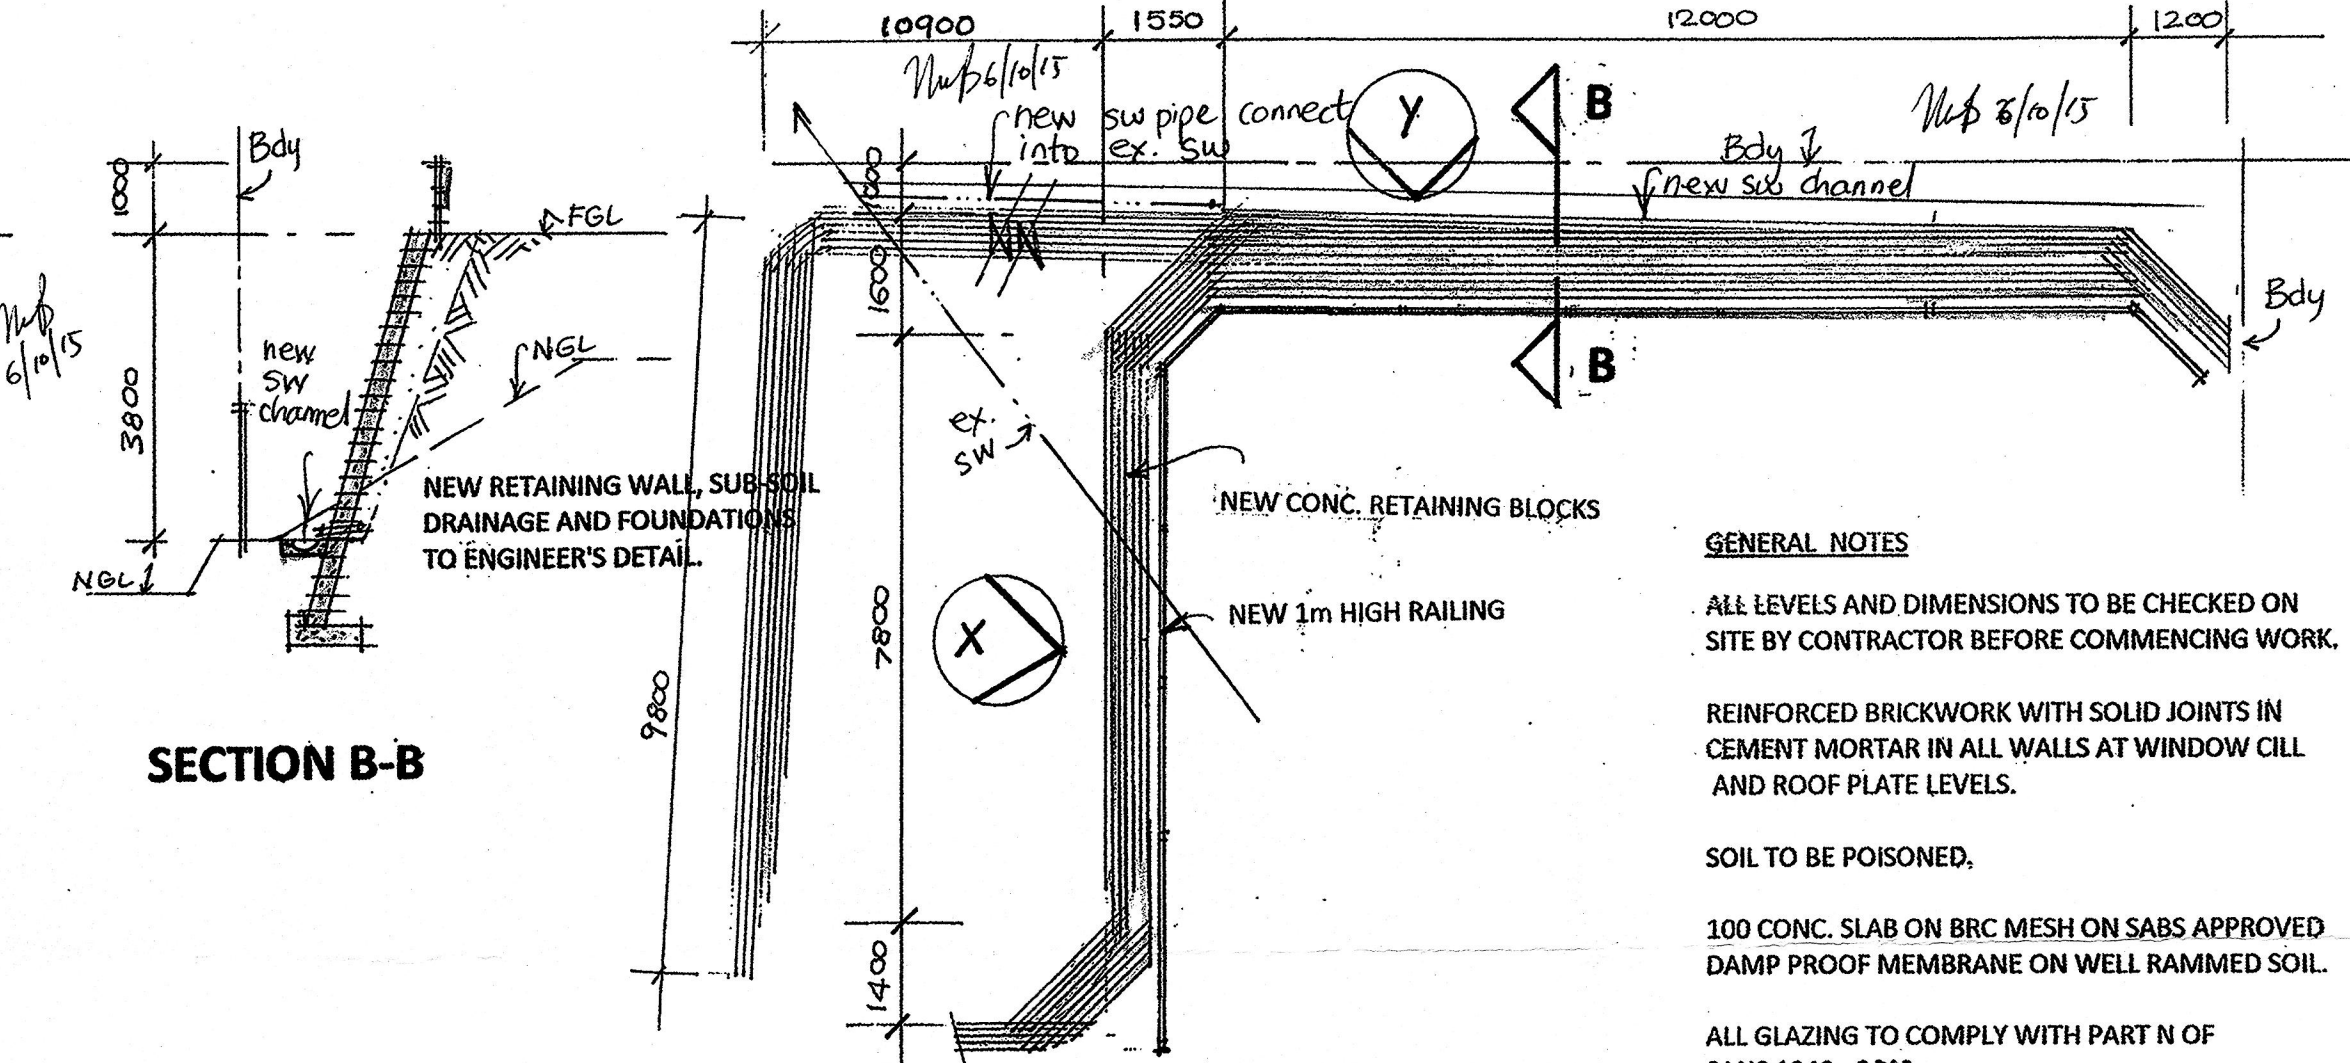 10900
1550
12000
1200
6/10/15
6/10/15
new sw pipe connect
into ex. sw
Y
B
Bdy
new sw channel
Bdy
1000
FGL
1000
1600
Bdy
6/10/15
new
sw
channel
NGL
3800
B
ex.
sw
NEW RETAINING WALL, SUB-SOIL
DRAINAGE AND FOUNDATIONS
TO ENGINEER'S DETAIL.
NEW CONC. RETAINING BLOCKS
NGL
X
7800
NEW 1m HIGH RAILING
9800
1400
SECTION B-B
GENERAL NOTES
ALL LEVELS AND DIMENSIONS TO BE CHECKED ON
SITE BY CONTRACTOR BEFORE COMMENCING WORK.
REINFORCED BRICKWORK WITH SOLID JOINTS IN
CEMENT MORTAR IN ALL WALLS AT WINDOW CILL
AND ROOF PLATE LEVELS.
SOIL TO BE POISONED.
100 CONC. SLAB ON BRC MESH ON SABS APPROVED
DAMP PROOF MEMBRANE ON WELL RAMMED SOIL.
ALL GLAZING TO COMPLY WITH PART N OF